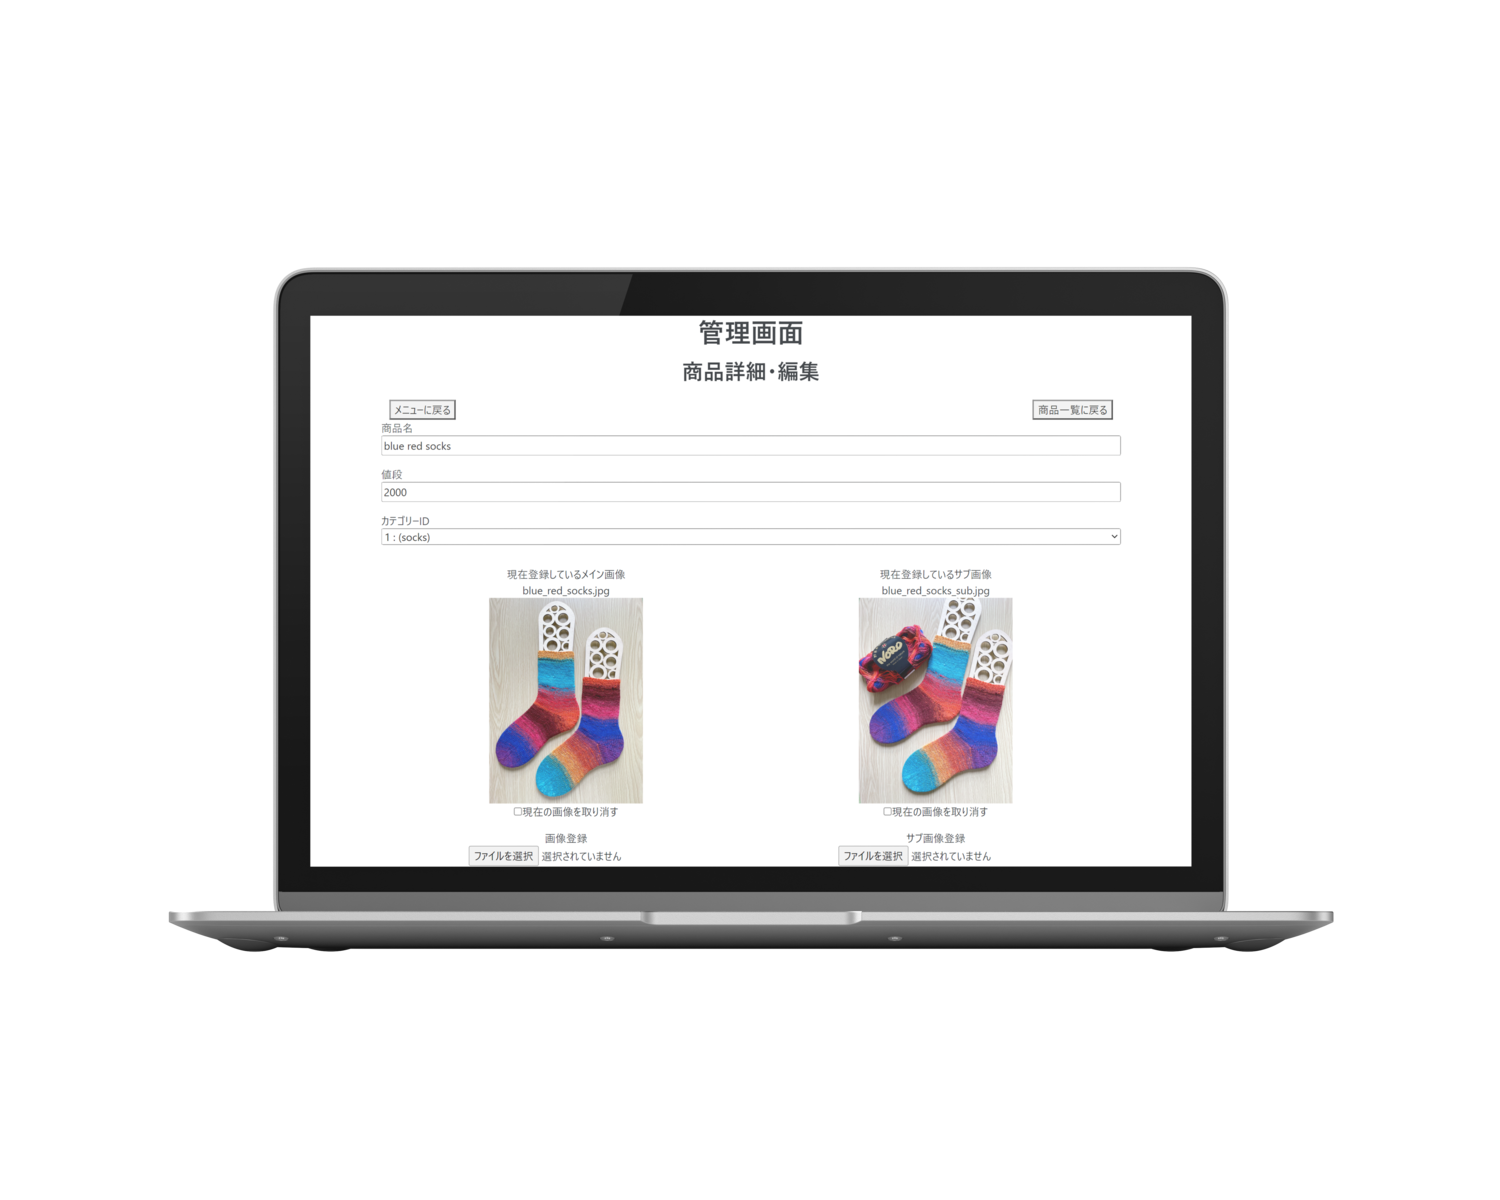 管理画面
商品詳細・編集
メニューに戻る
商品一覧に戻る
商品名
blue red socks
値段
2000
カテゴリーID
1 : (socks)
現在登録しているメイン画像
blue_red_socks.jpg
現在の画像を取り消す
画像登録
ファイルを選択 選択されていません
現在登録しているサブ画像
blue_red_socks_sub.jpg
NORO
現在の画像を取り消す
サブ画像登録
ファイルを選択 選択されていません